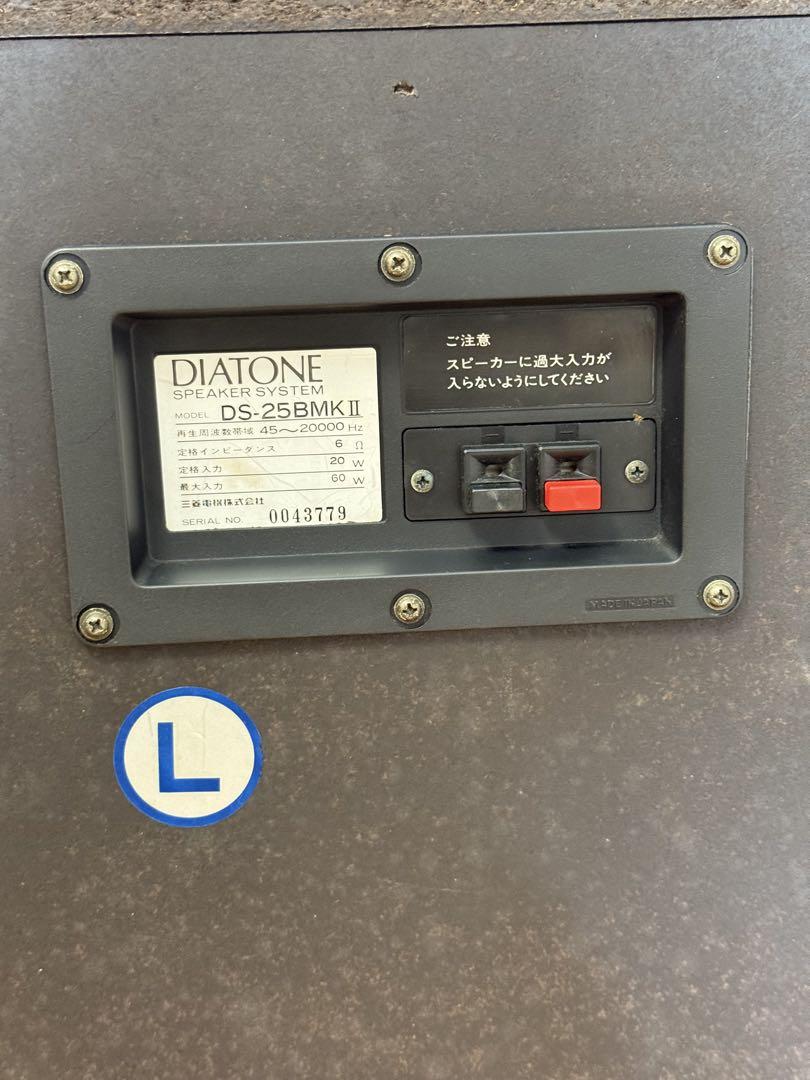 DIATONE
SPEAKER SYSTEM
MODEL DS-25BMKⅡ
再生周波数帯域 45〜20000 Hz
定格インピーダンス 6 Ω
定格入力 20 W
最大入力 60 W
三菱電機株式会社
SERIAL NO. 0043779
ご注意
スピーカーに過大入力が
入らないようにしてください
MADE IN JAPAN
L